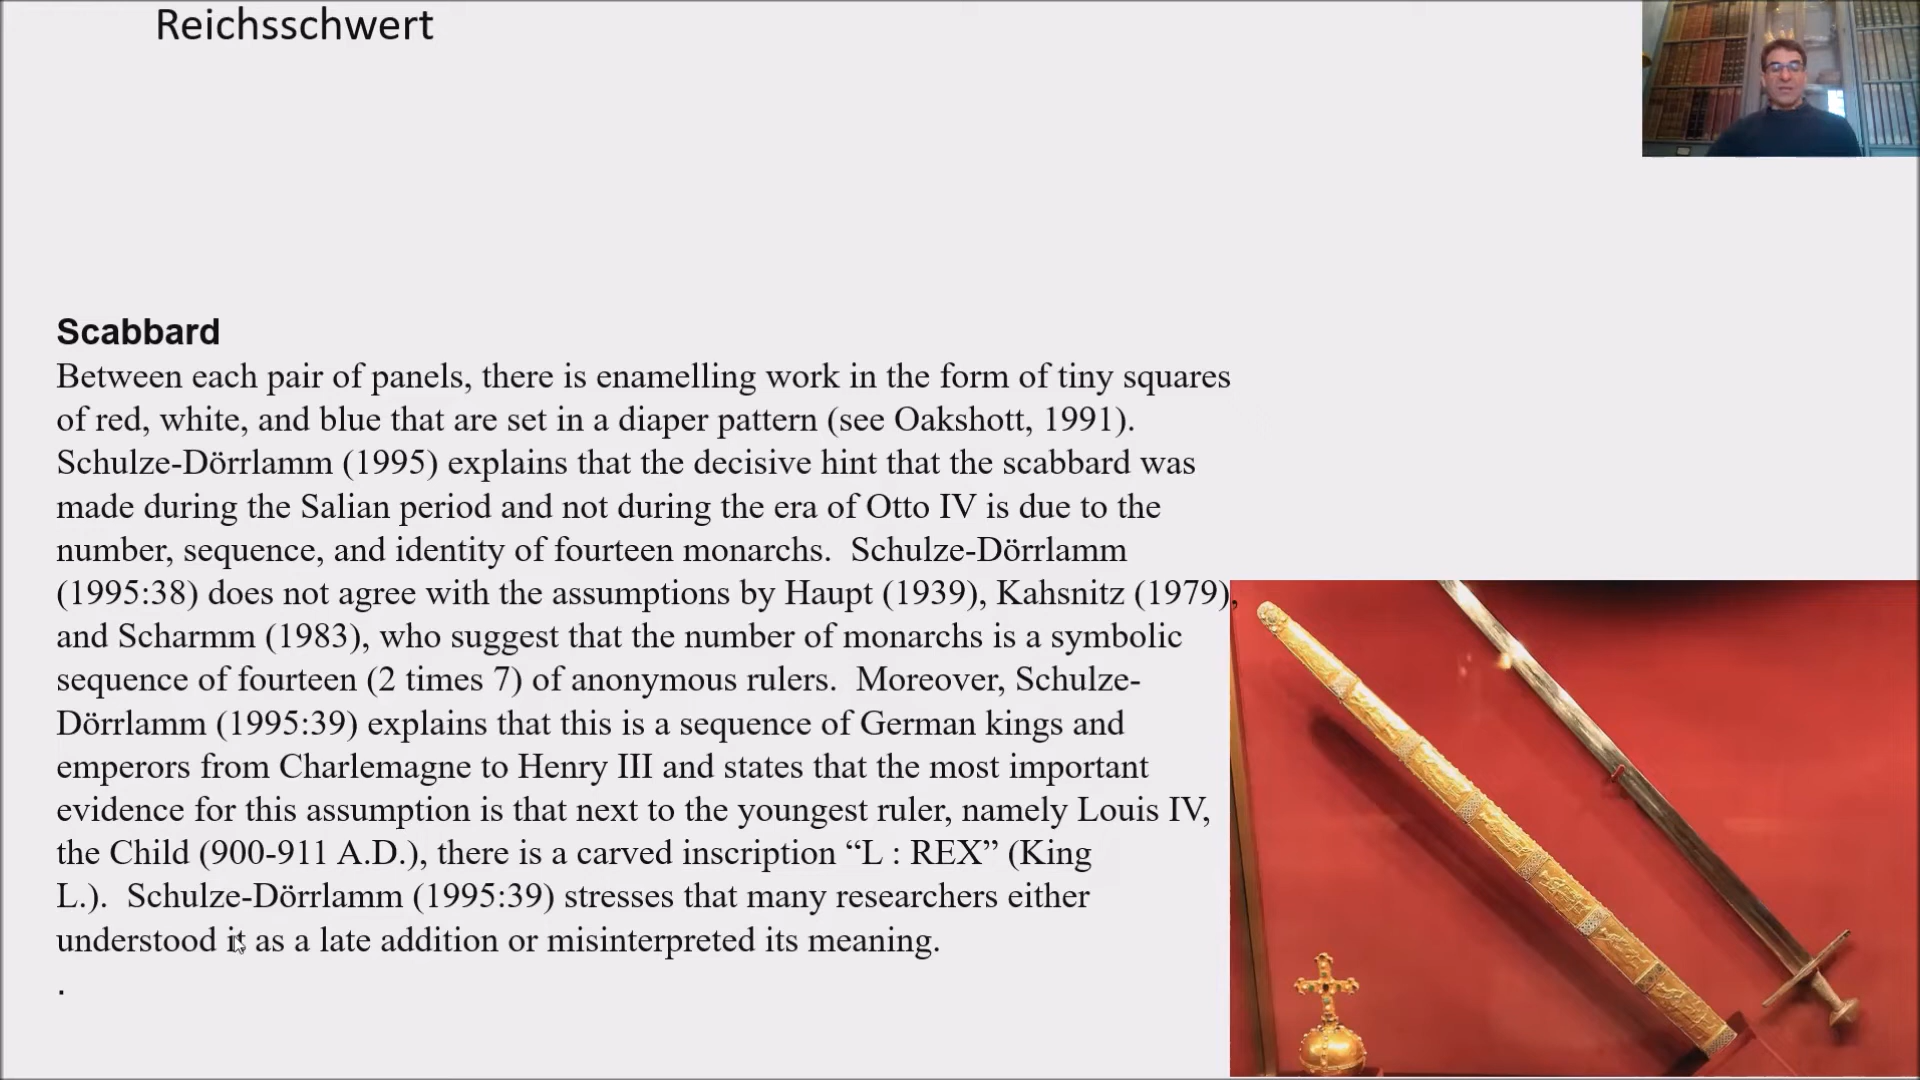 Reichsschwert
Scabbard
Between each pair of panels, there is enamelling work in the form of tiny squares
of red, white, and blue that are set in a diaper pattern (see Oakshott, 1991).
Schulze-Dörrlamm (1995) explains that the decisive hint that the scabbard was
made during the Salian period and not during the era of Otto IV is due to the
number, sequence, and identity of fourteen monarchs.  Schulze-Dörrlamm
(1995:38) does not agree with the assumptions by Haupt (1939), Kahsnitz (1979),
and Scharmm (1983), who suggest that the number of monarchs is a symbolic
sequence of fourteen (2 times 7) of anonymous rulers.  Moreover, Schulze-
Dörrlamm (1995:39) explains that this is a sequence of German kings and
emperors from Charlemagne to Henry III and states that the most important
evidence for this assumption is that next to the youngest ruler, namely Louis IV,
the Child (900-911 A.D.), there is a carved inscription “L : REX” (King
L.).  Schulze-Dörrlamm (1995:39) stresses that many researchers either
understood it as a late addition or misinterpreted its meaning.
.